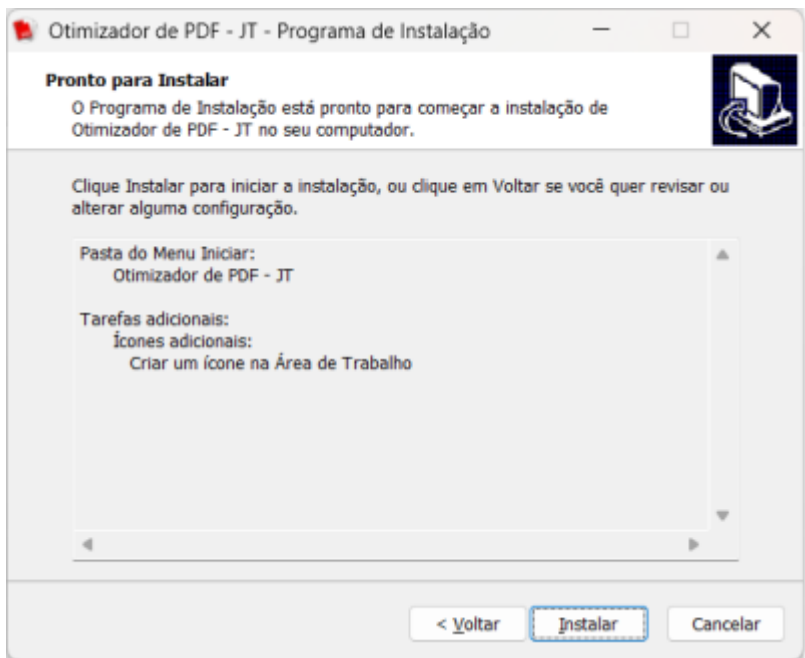 Otimizador de PDF - JT - Programa de Instalação
Pronto para Instalar
O Programa de Instalação está pronto para começar a instalação de
Otimizador de PDF - JT no seu computador.
Clique Instalar para iniciar a instalação, ou clique em Voltar se você quer revisar ou
alterar alguma configuração.
Pasta do Menu Iniciar:
Otimizador de PDF - JT
Tarefas adicionais:
Ícones adicionais:
Criar um ícone na Área de Trabalho
< Voltar
Instalar
Cancelar